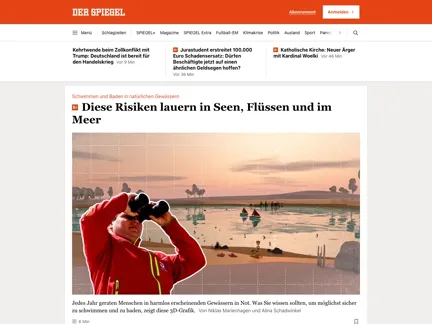 DER SPIEGEL
Abonnement
Anmelden
Menü
Schlagzeilen
SPIEGEL+
Magazine
SPIEGEL Extra
Fußball-EM
Klimakrise
Politik
Ausland
Sport
Kehrtwende beim Zollkonflikt mit
Trump: Deutschland ist bereit für
den Handelskrieg Vor 9 Min
S+ Jurastudent erstreitet 100.000
Euro Schadensersatz: Dürfen
Beschäftigte jetzt auf einen
ähnlichen Geldsegen hoffen?
Vor 36 Min
S+ Katholische Kirche: Neuer Ärger
mit Kardinal Woelki Vor 46 Min
Schwimmen und Baden in natürlichen Gewässern
S+ Diese Risiken lauern in Seen, Flüssen und im
Meer
Jedes Jahr geraten Menschen in harmlos erscheinenden Gewässern in Not. Was Sie wissen sollten, um möglichst sicher
zu schwimmen und zu baden, zeigt diese 3D-Grafik. Von Niklas Marienhagen und Alina Schadwinkel
8 Min